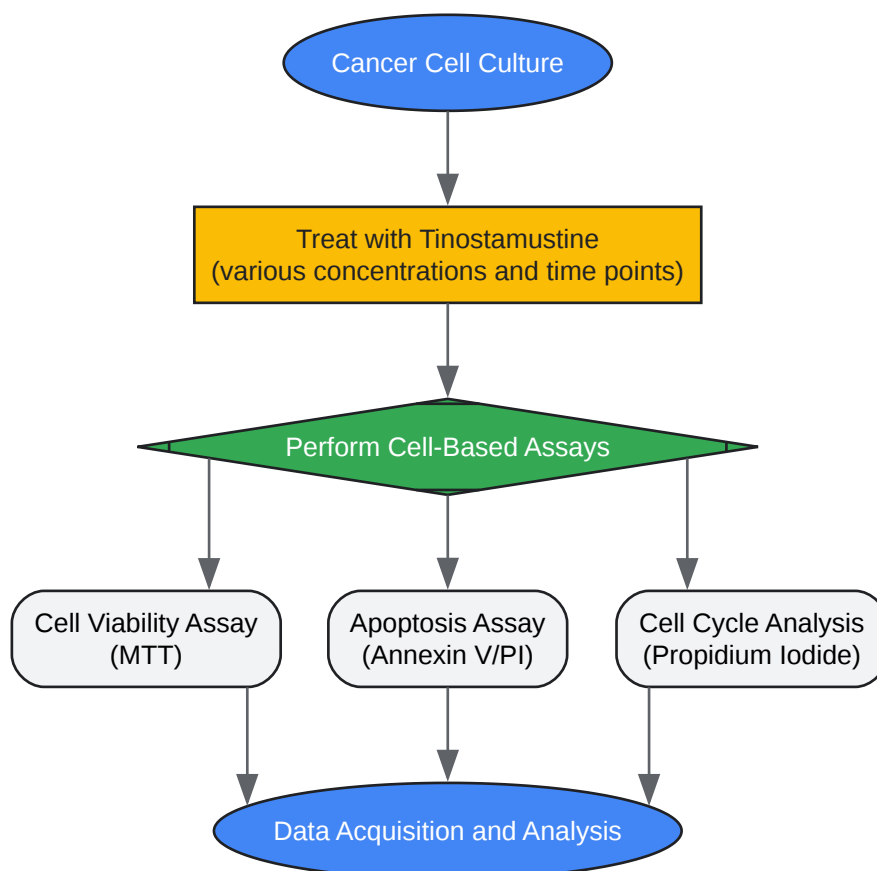 Cancer Cell Culture
Treat with Tinostamustine
(various concentrations and time points)
Perform Cell-Based Assays
Cell Viability Assay
(MTT)
Apoptosis Assay
(Annexin V/PI)
Cell Cycle Analysis
(Propidium Iodide)
Data Acquisition and Analysis